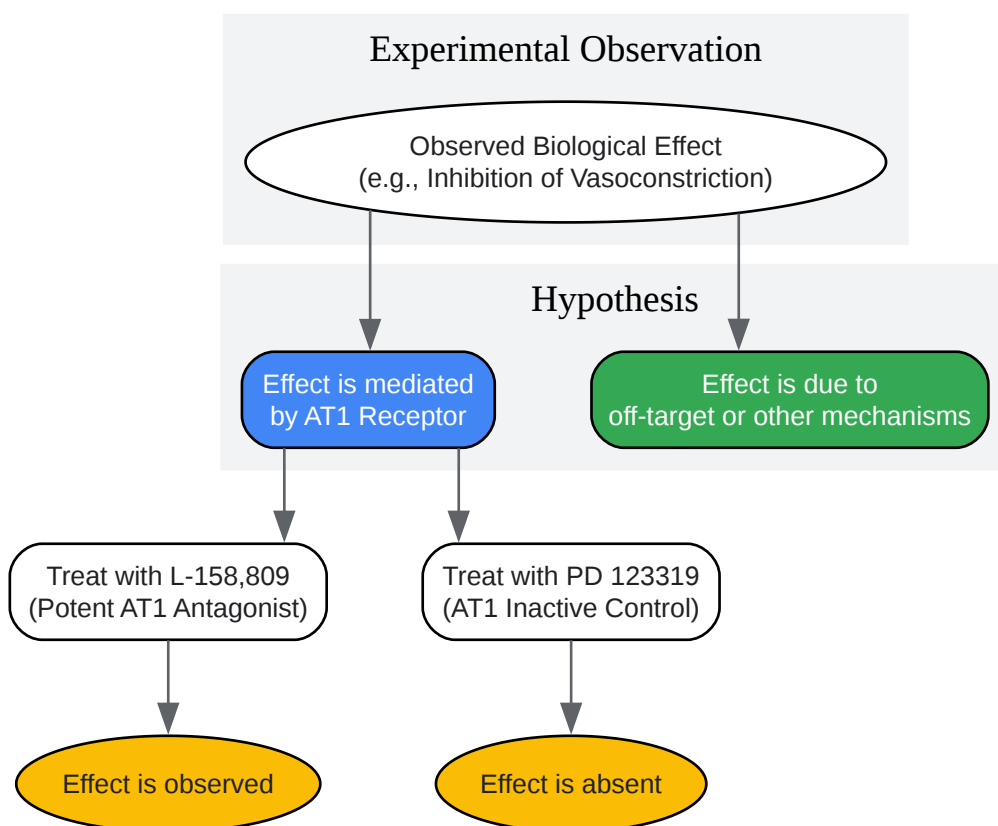 Experimental Observation
Observed Biological Effect
(e.g., Inhibition of Vasoconstriction)
Hypothesis
Effect is mediated
by AT1 Receptor
Effect is due to
off-target or other mechanisms
Treat with L-158,809
(Potent AT1 Antagonist)
Treat with PD 123319
(AT1 Inactive Control)
Effect is observed
Effect is absent